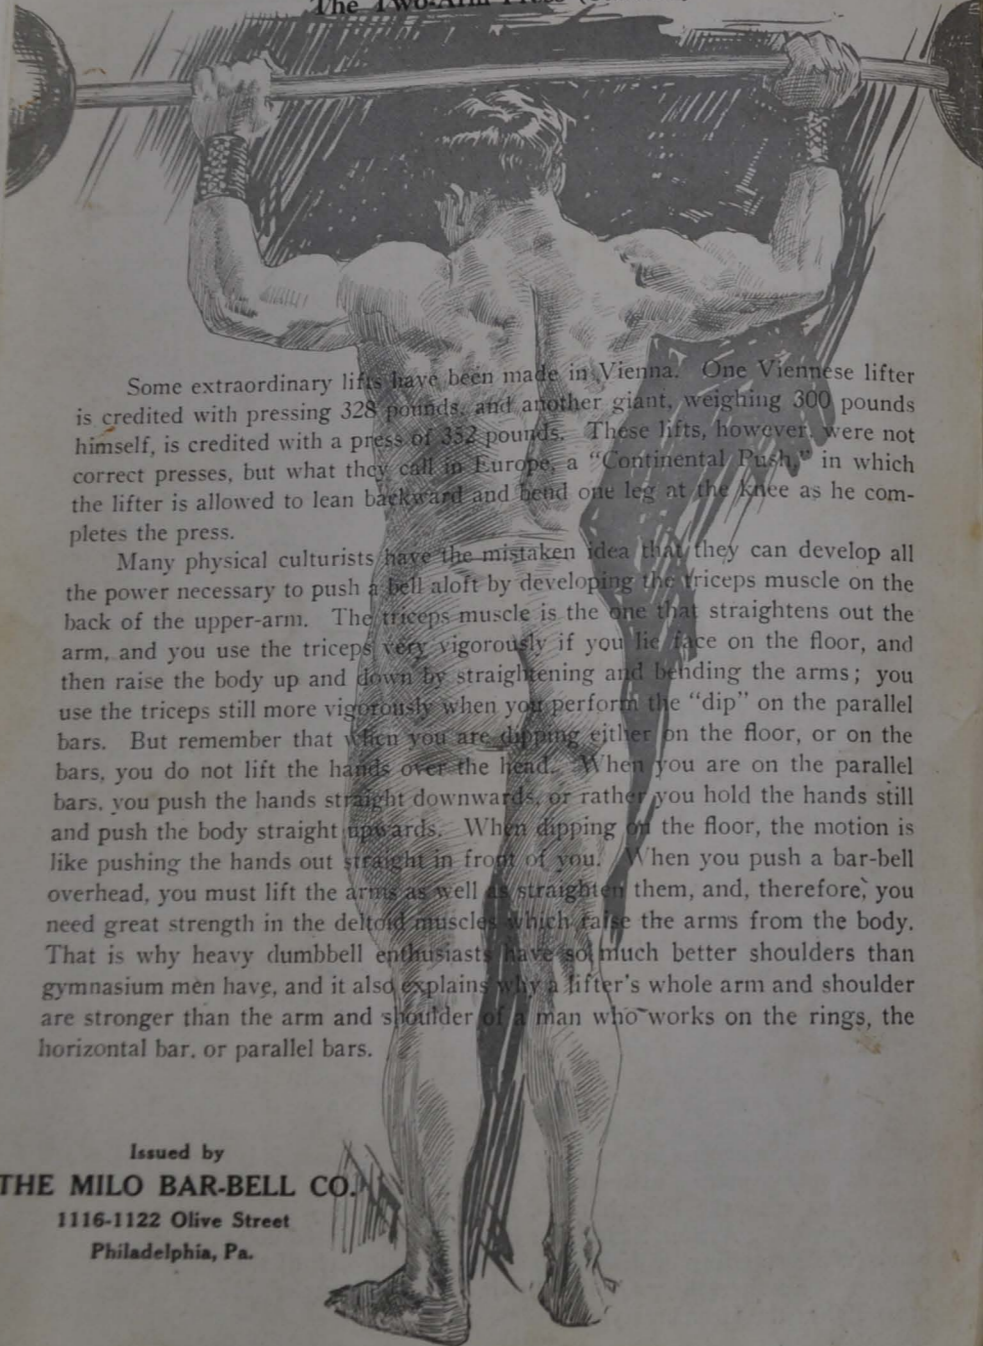 The Two-Arm Press
Some extraordinary lifts have been made in Vienna. One Viennese lifter
is credited with pressing 328 pounds, and another giant, weighing 300 pounds
himself, is credited with a press of 352 pounds. These lifts, however, were not
correct presses, but what they call in Europe, a “Continental Push,” in which
the lifter is allowed to lean backward and bend one leg at the knee as he com-
pletes the press.
Many physical culturists have the mistaken idea that they can develop all
the power necessary to push a bell aloft by developing the triceps muscle on the
back of the upper-arm. The triceps muscle is the one that straightens out the
arm, and you use the triceps very vigorously if you lie face on the floor, and
then raise the body up and down by straightening and bending the arms; you
use the triceps still more vigorously when you perform the “dip” on the parallel
bars. But remember that when you are dipping either on the floor, or on the
bars, you do not lift the hands over the head. When you are on the parallel
bars, you push the hands straight downwards, or rather you hold the hands still
and push the body straight upwards. When dipping on the floor, the motion is
like pushing the hands out straight in front of you. When you push a bar-bell
overhead, you must lift the arms as well as straighten them, and, therefore, you
need great strength in the deltoid muscles which raise the arms from the body.
That is why heavy dumbbell enthusiasts have so much better shoulders than
gymnasium men have, and it also explains why a lifter’s whole arm and shoulder
are stronger than the arm and shoulder of a man who works on the rings, the
horizontal bar, or parallel bars.
Issued by
THE MILO BAR-BELL CO.
1116-1122 Olive Street
Philadelphia, Pa.